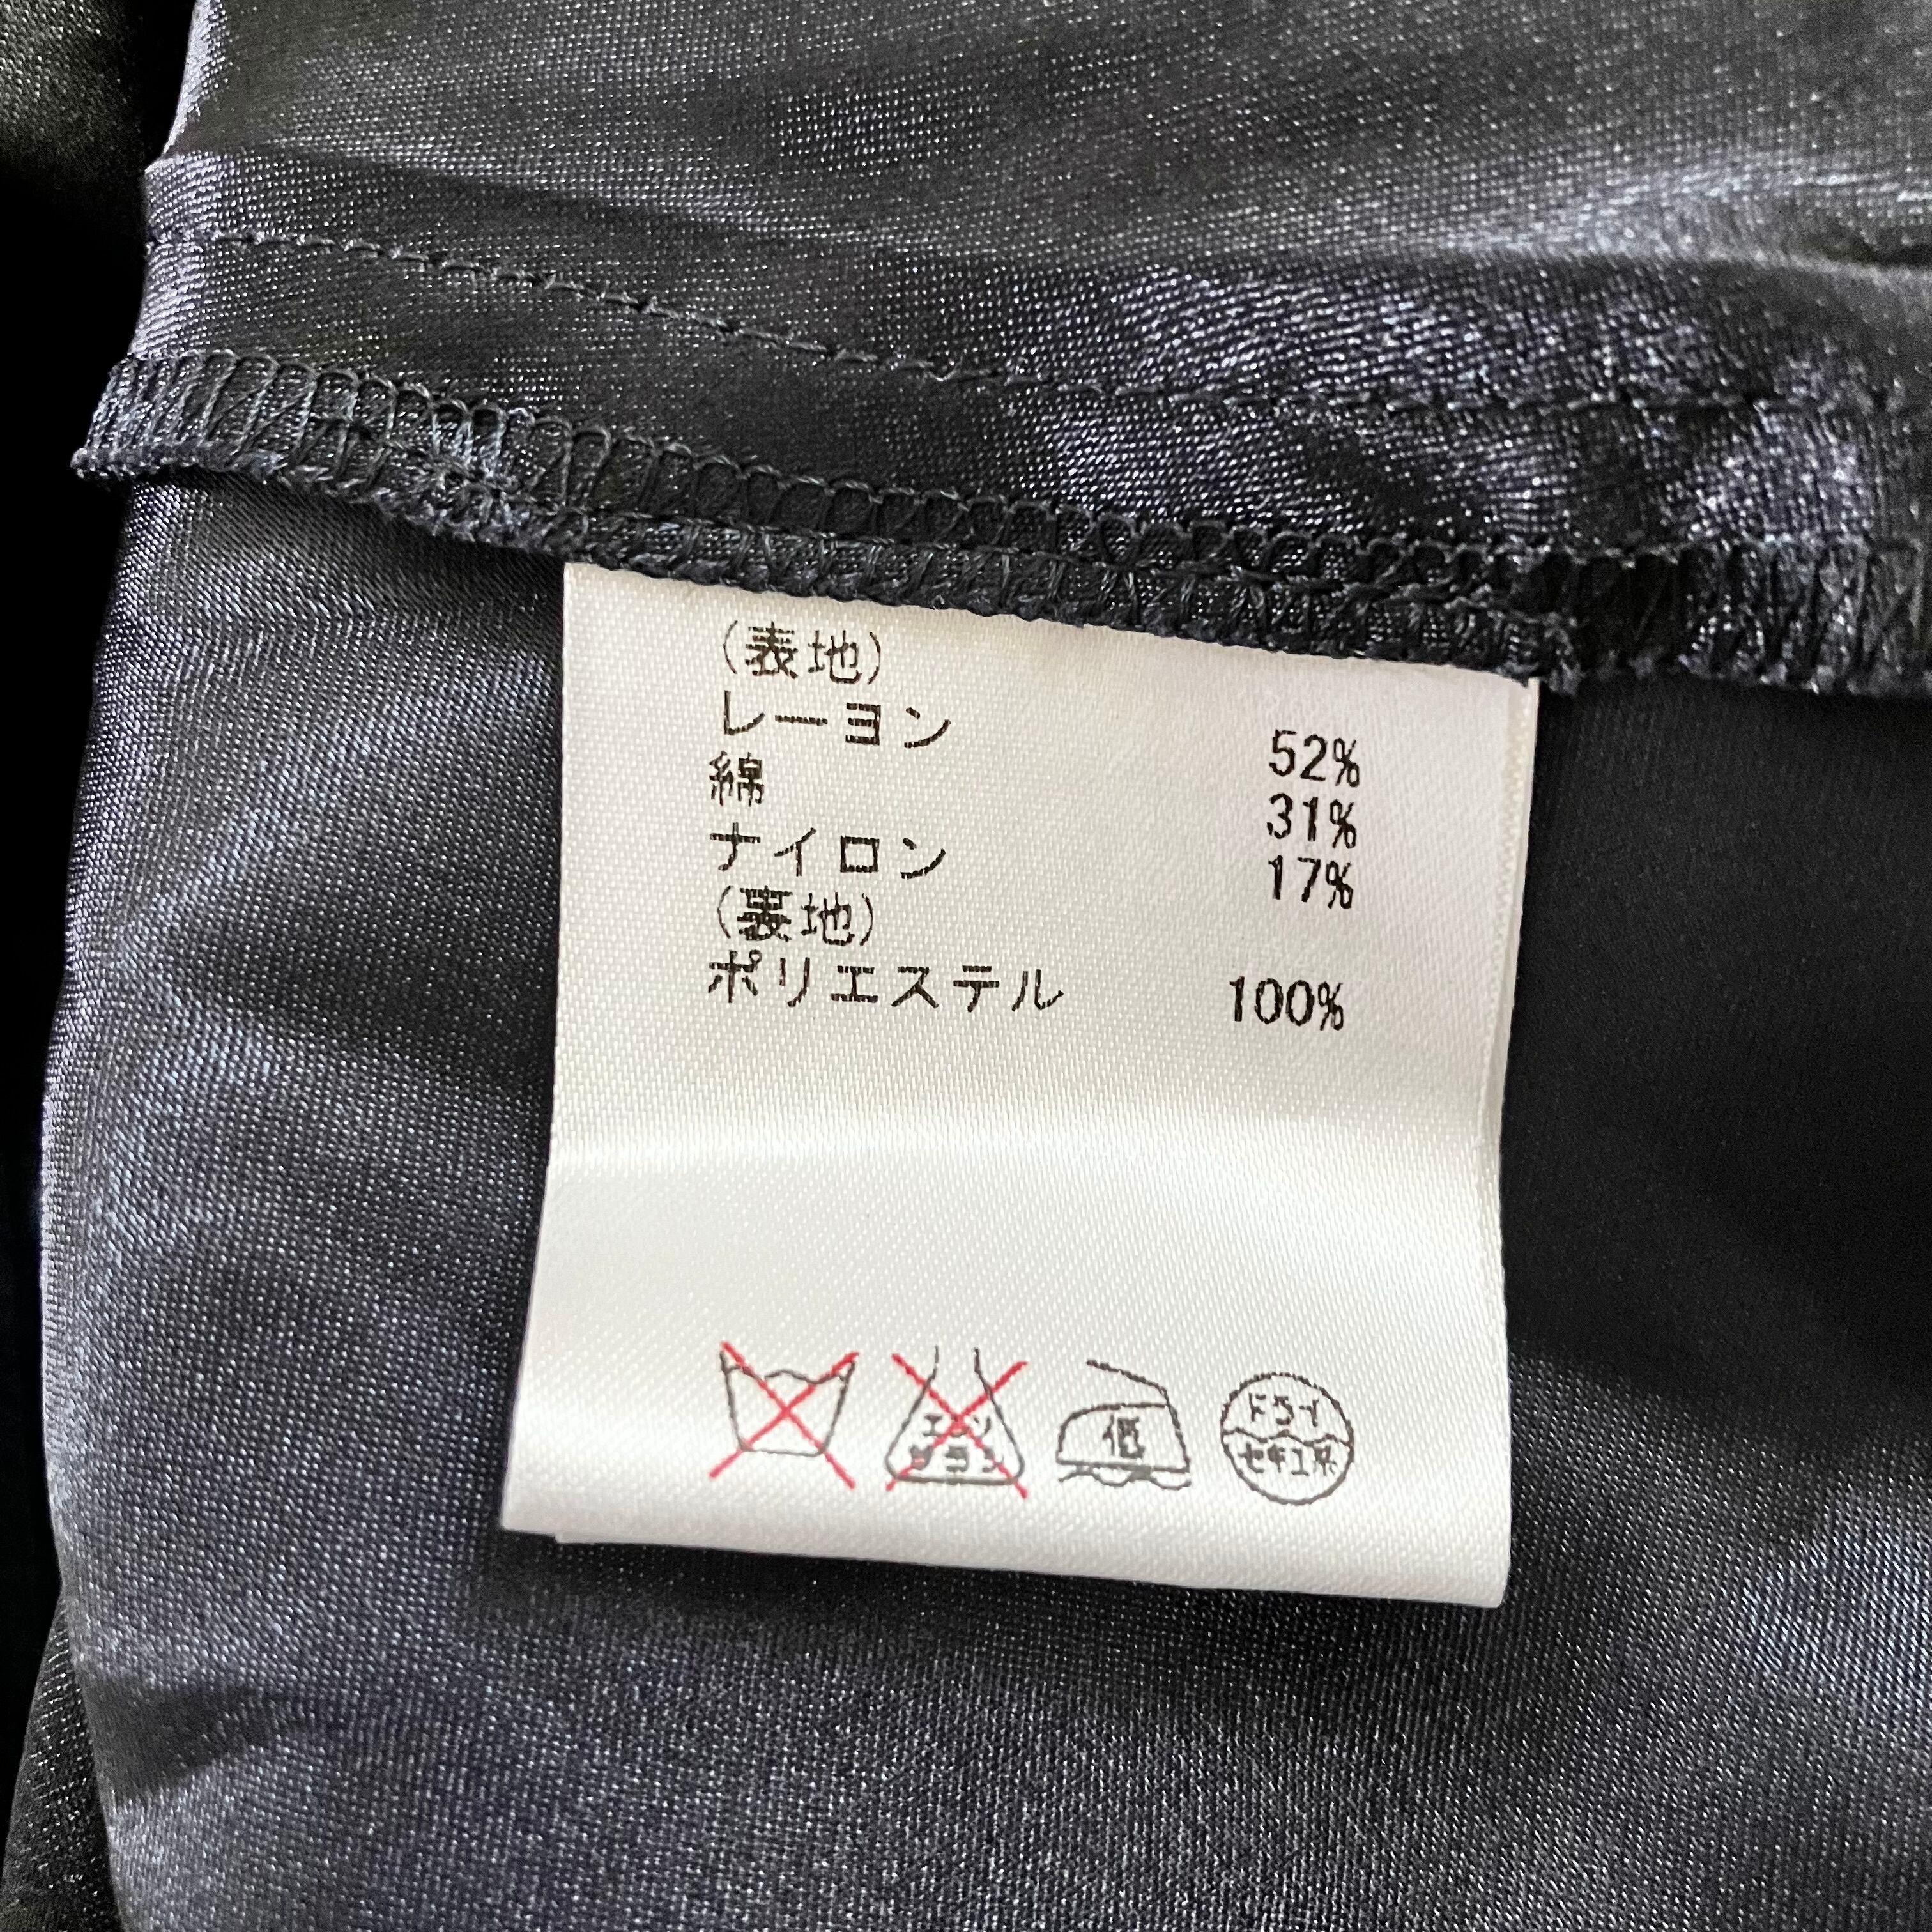 (表地)
レーヨン 52%
綿 31%
ナイロン 17%
(裏地)
ポリエステル 100%
エンソ
サラシ
低
ドライ
セキユ系